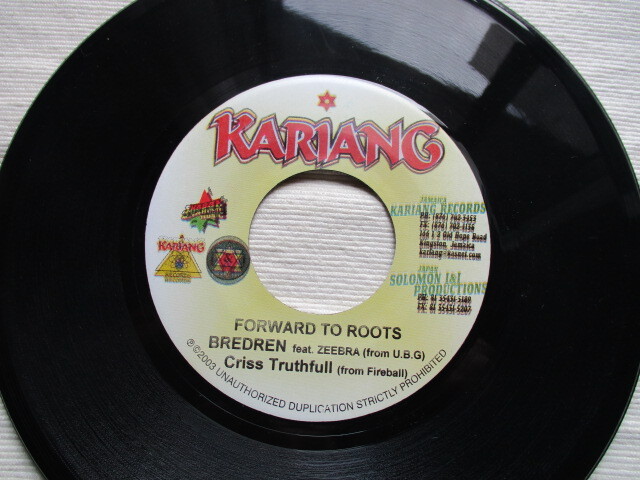 KARIANG
JAMAICA
KARIANG RECORDS
Kingston, Jamaica
KARIANG
JAPAN
SOLOMON I&I
PRODUCTIONS
FORWARD TO ROOTS
BREDREN feat. ZEEBRA (from U.B.G)
Criss Truthfull (from Fireball)
℗©2003 UNAUTHORIZED DUPLICATION STRICTLY PROHIBITED